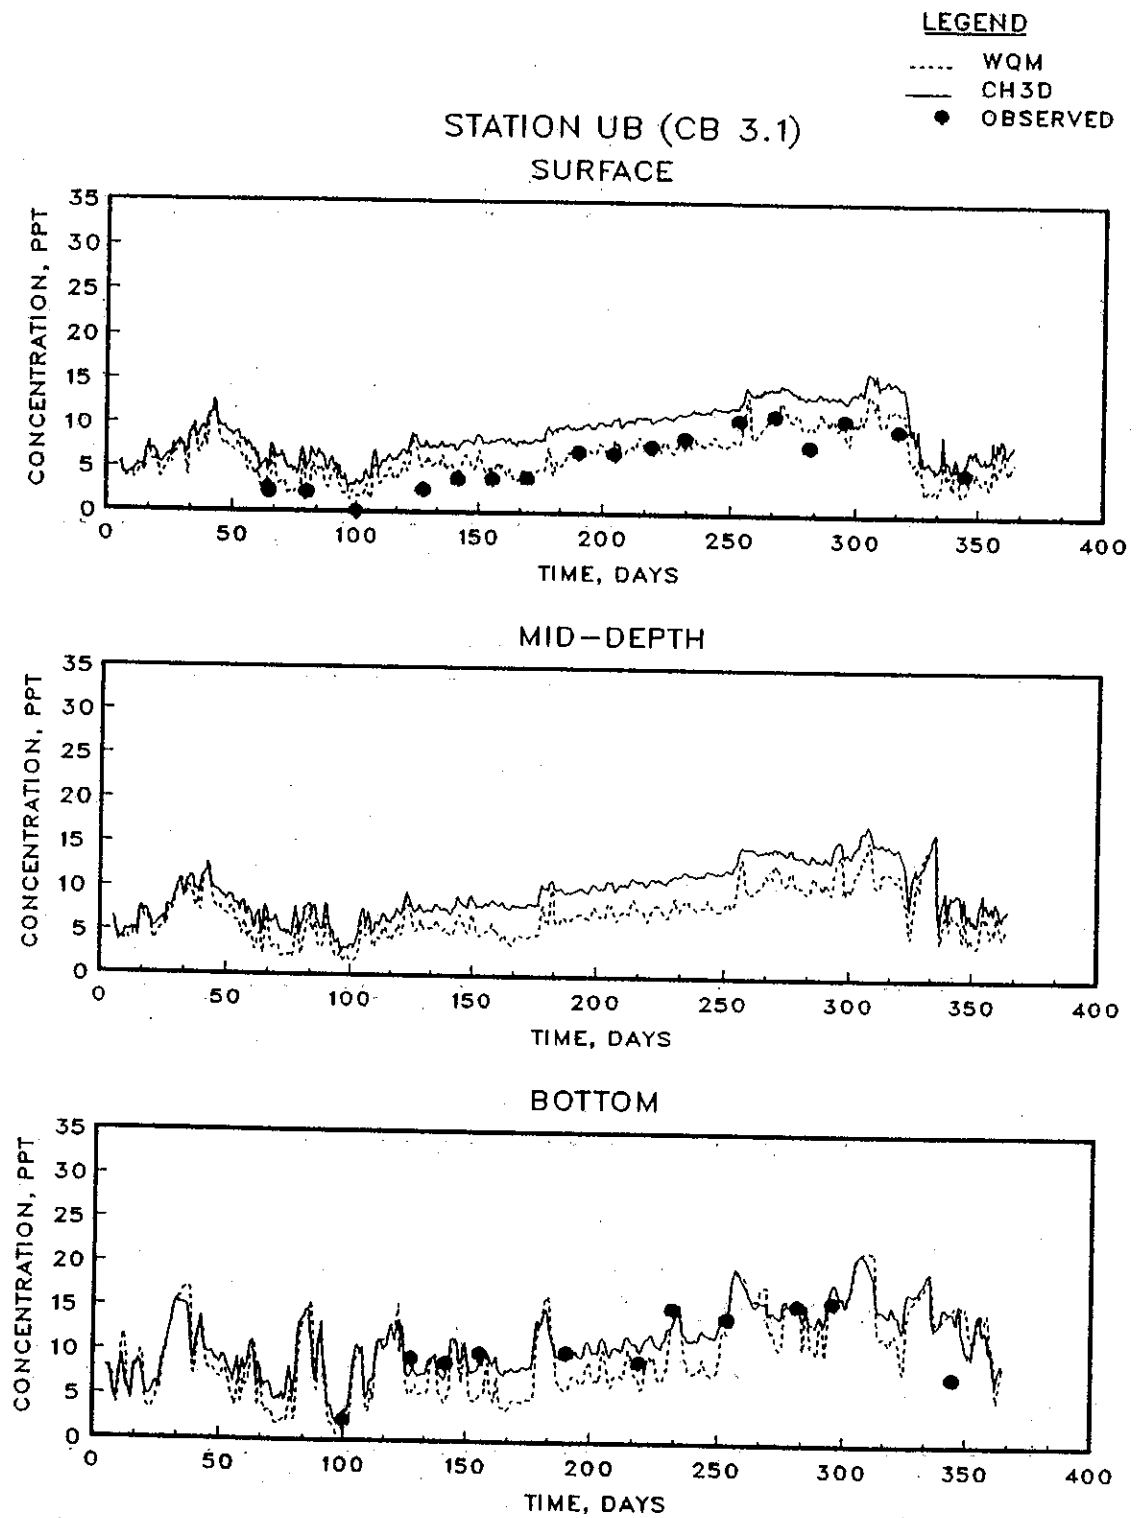 LEGEND
WQM
CH3D
OBSERVED
STATION UB (CB 3.1)
SURFACE
CONCENTRATION, PPT
35
30
25
20
15
10
5
0
0 50 100 150 200 250 300 350 400
TIME, DAYS
MID-DEPTH
CONCENTRATION, PPT
35
30
25
20
15
10
5
0
0 50 100 150 200 250 300 350 400
TIME, DAYS
BOTTOM
CONCENTRATION, PPT
35
30
25
20
15
10
5
0
0 50 100 150 200 250 300 350 400
TIME, DAYS